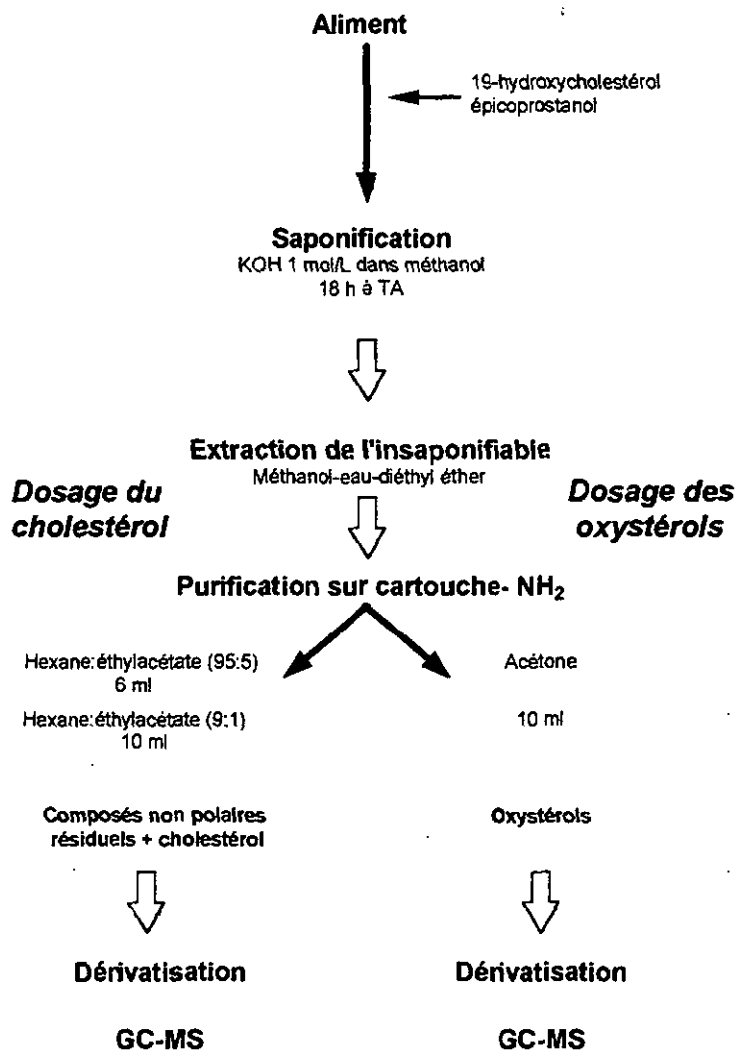 Aliment
19-hydroxycholestérol
épicoprostanol
Saponification
KOH 1 mol/L dans méthanol
18 h à TA
Extraction de l'insaponifiable
Méthanol-eau-diéthyl éther
Dosage du
cholestérol
Dosage des
oxystérols
Purification sur cartouche- NH₂
Hexane:éthylacétate (95:5)
6 ml
Hexane:éthylacétate (9:1)
10 ml
Acétone
10 ml
Composés non polaires
résiduels + cholestérol
Oxystérols
Dérivatisation
Dérivatisation
GC-MS
GC-MS